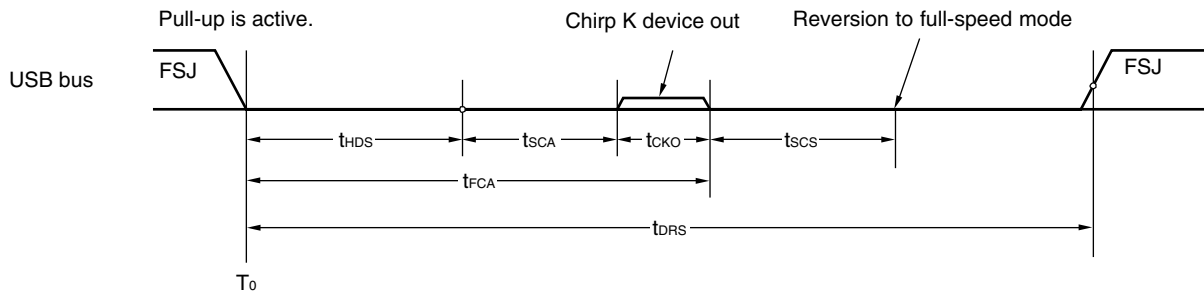 Pull-up is active.
Chirp K device out
Reversion to full-speed mode
USB bus
FSJ
FSJ
tHDS
tSCA
tCKO
tSCS
tFCA
tDRS
T0